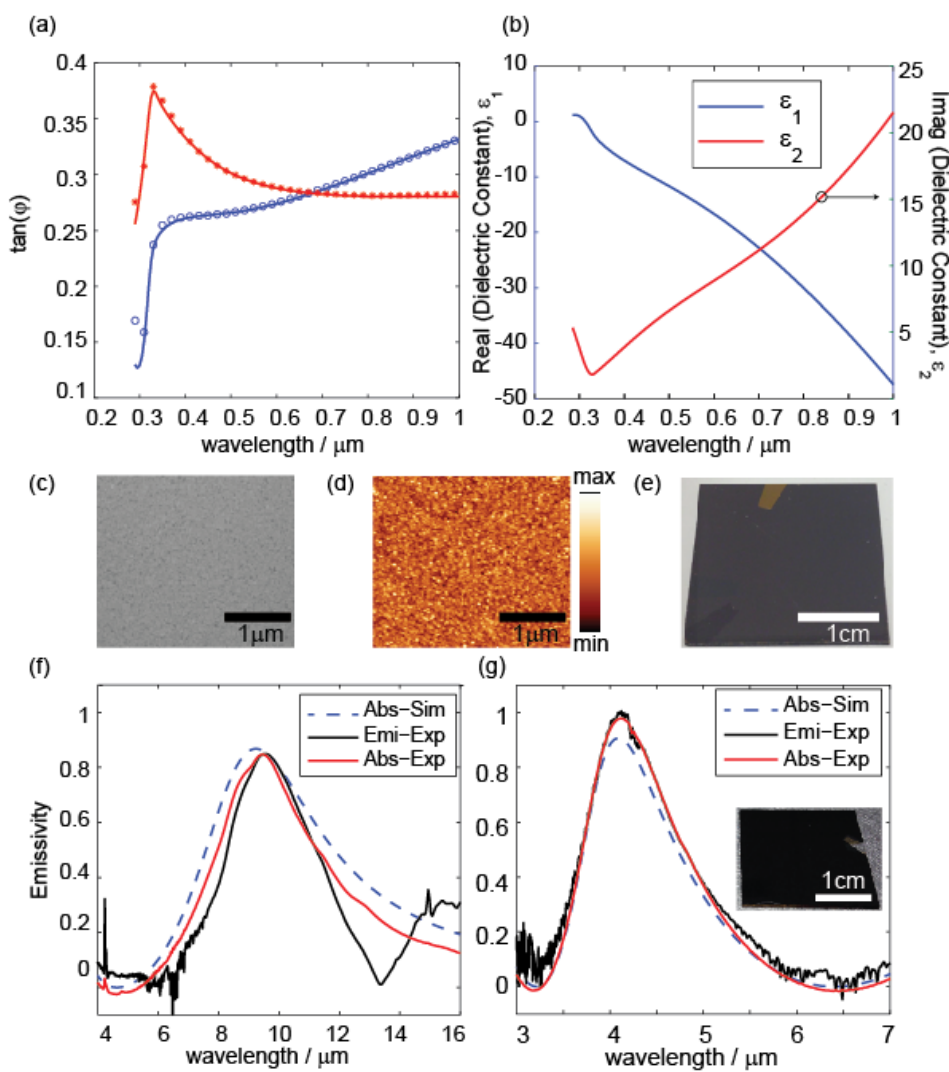 (a)
0.4
0.35
0.3
0.25
0.2
0.15
0.1
tan(φ)
0.2 0.3 0.4 0.5 0.6 0.7 0.8 0.9 1
wavelength / μm
(b)
10
0
-10
-20
-30
-40
-50
Real (Dielectric Constant), ε1
ε1
ε2
25
20
15
10
5
Imag (Dielectric Constant), ε2
0.2 0.3 0.4 0.5 0.6 0.7 0.8 0.9 1
wavelength / μm
(c)
1μm
(d)
1μm
max
min
(e)
1cm
(f)
1
0.8
0.6
0.4
0.2
0
Emissivity
Abs−Sim
Emi−Exp
Abs−Exp
4 6 8 10 12 14 16
wavelength / μm
(g)
1
0.8
0.6
0.4
0.2
0
Abs−Sim
Emi−Exp
Abs−Exp
1cm
3 4 5 6 7
wavelength / μm